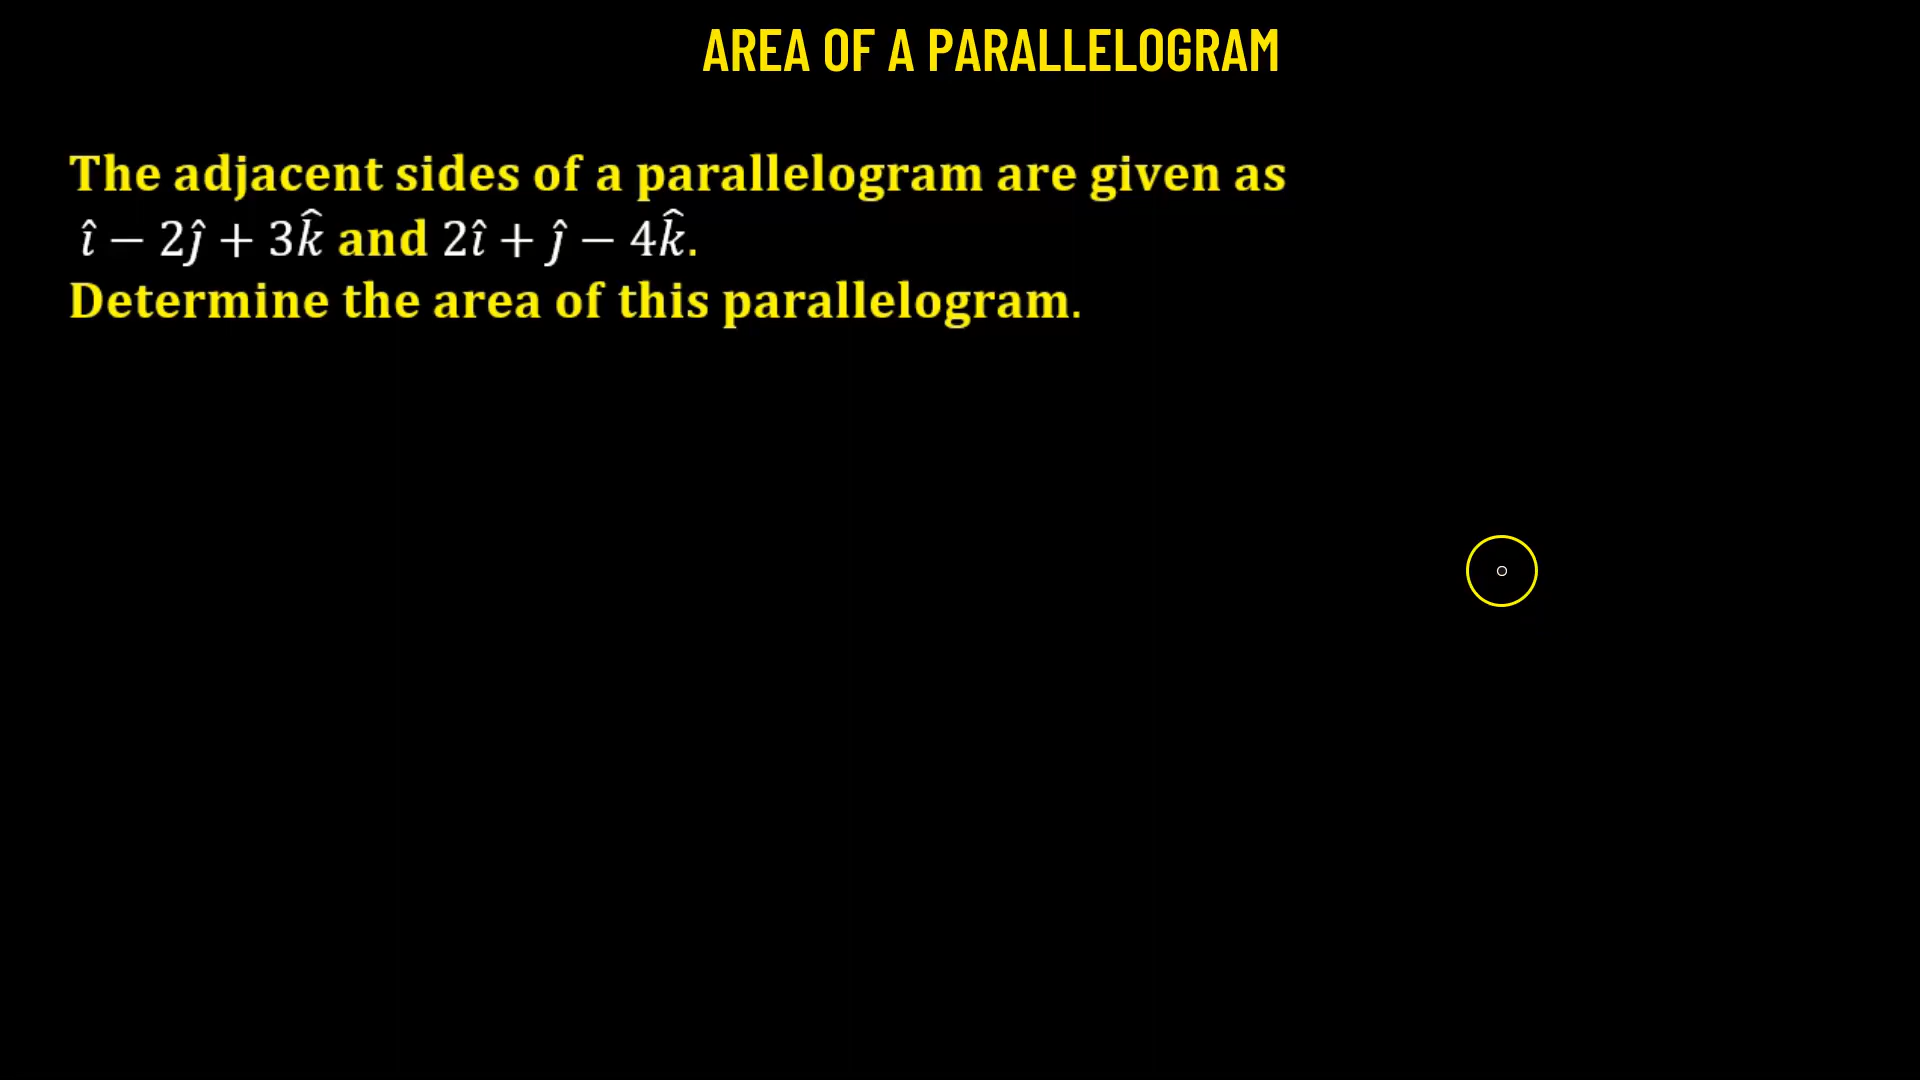 AREA OF A PARALLELOGRAM
The adjacent sides of a parallelogram are given as
î − 2ĵ + 3k̂ and 2î + ĵ − 4k̂.
Determine the area of this parallelogram.